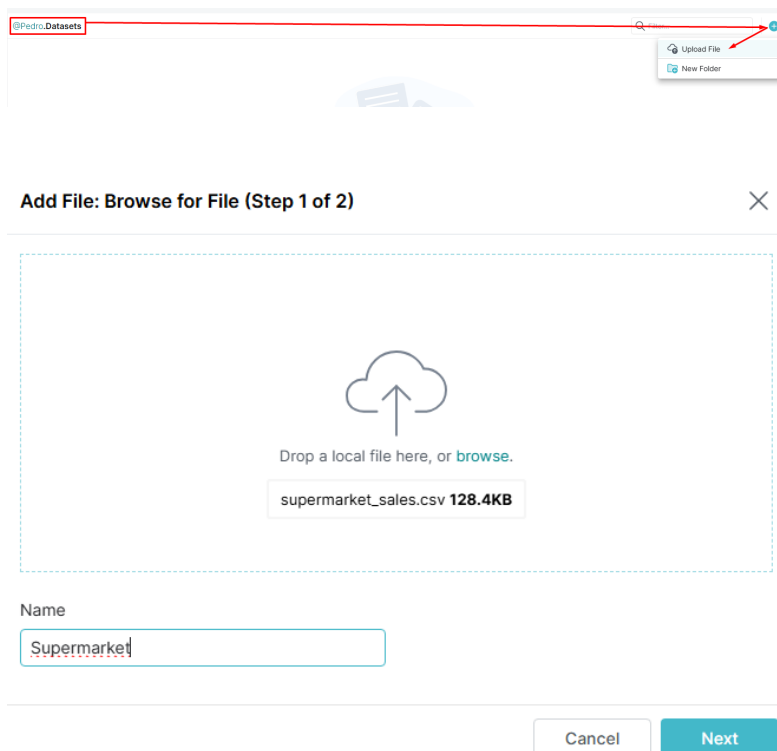 @Pedro.Datasets
Filter...
Upload File
New Folder
Add File: Browse for File (Step 1 of 2)
Drop a local file here, or browse.
supermarket_sales.csv 128.4KB
Name
Supermarket
Cancel
Next